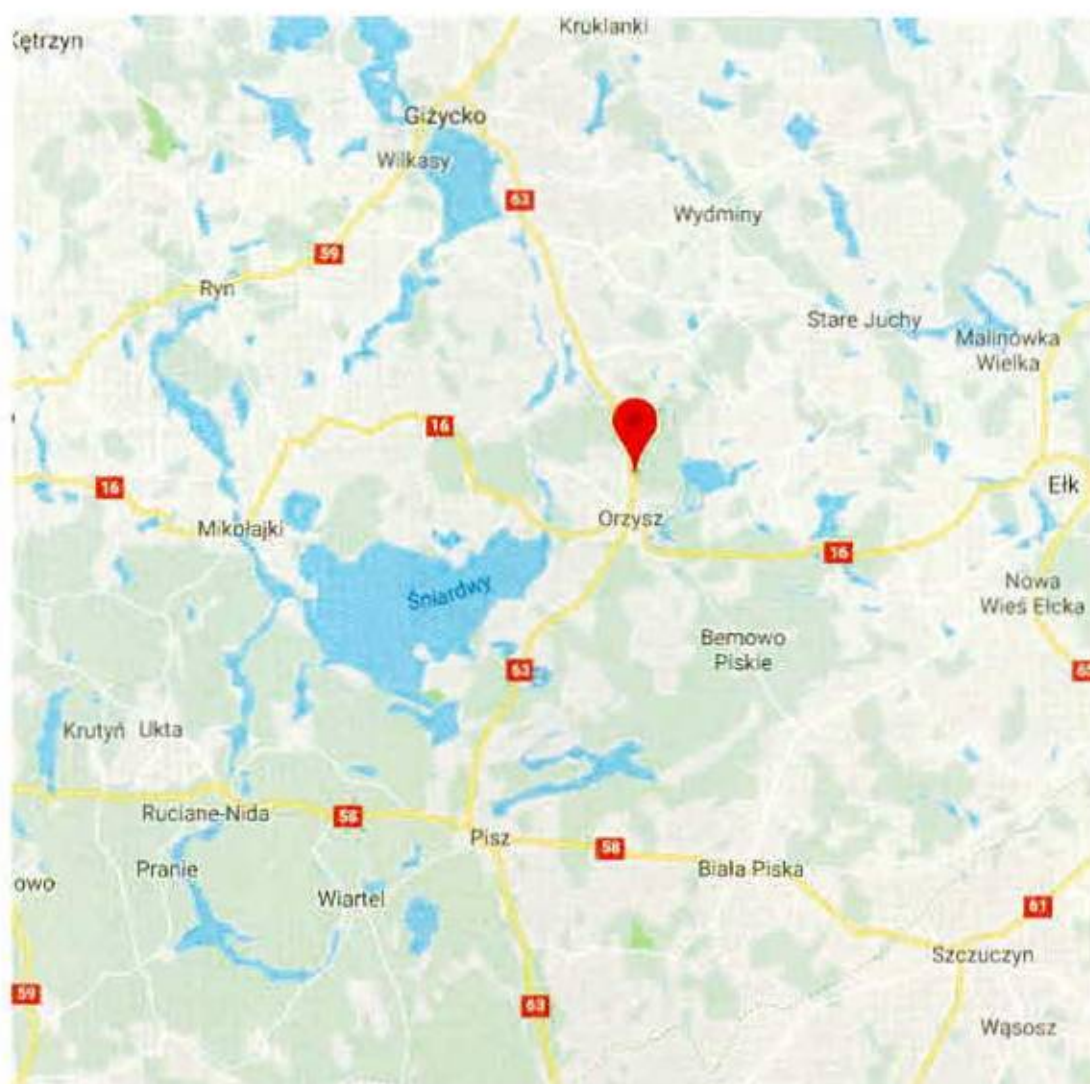 Kętrzyn
Kruklanki
Giżycko
Wilkasy
63
Wydminy
59
Ryn
Stare Juchy
Malinówka
Wielka
16
16
Ełk
Orzysz
Mikołajki
16
Śniardwy
Nowa
Wieś Ełcka
Bemowo
Piskie
63
Krutyń
Ukta
Ruciane-Nida
58
Pisz
58
Pranie
Biała Piska
owo
Wiartel
61
Szczuczyn
59
63
Wąsosz